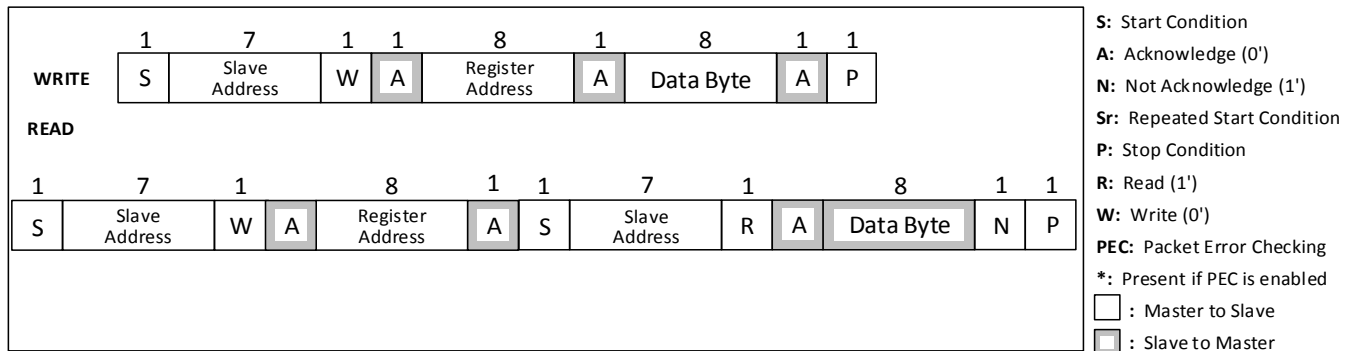 1 7 1 1 8 1 8 1 1
WRITE S Slave Address W A Register Address A Data Byte A P
READ
1 7 1 8 1 1 7 1 8 1 1
S Slave Address W A Register Address A S Slave Address R A Data Byte N P
S: Start Condition
A: Acknowledge (0')
N: Not Acknowledge (1')
Sr: Repeated Start Condition
P: Stop Condition
R: Read (1')
W: Write (0')
PEC: Packet Error Checking
*: Present if PEC is enabled
: Master to Slave
: Slave to Master